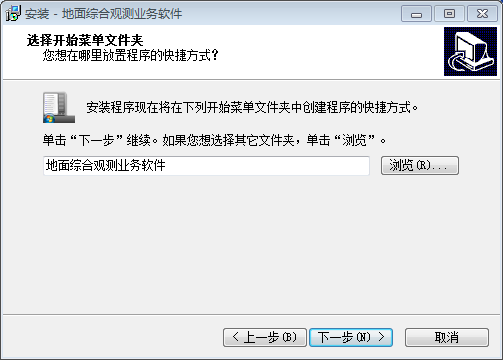 安装 - 地面综合观测业务软件
选择开始菜单文件夹
您想在哪里放置程序的快捷方式?
安装程序现在将在下列开始菜单文件夹中创建程序的快捷方式。
单击“下一步”继续。如果您想选择其它文件夹，单击“浏览”。
地面综合观测业务软件
浏览(R)...
< 上一步(B)
下一步(N) >
取消